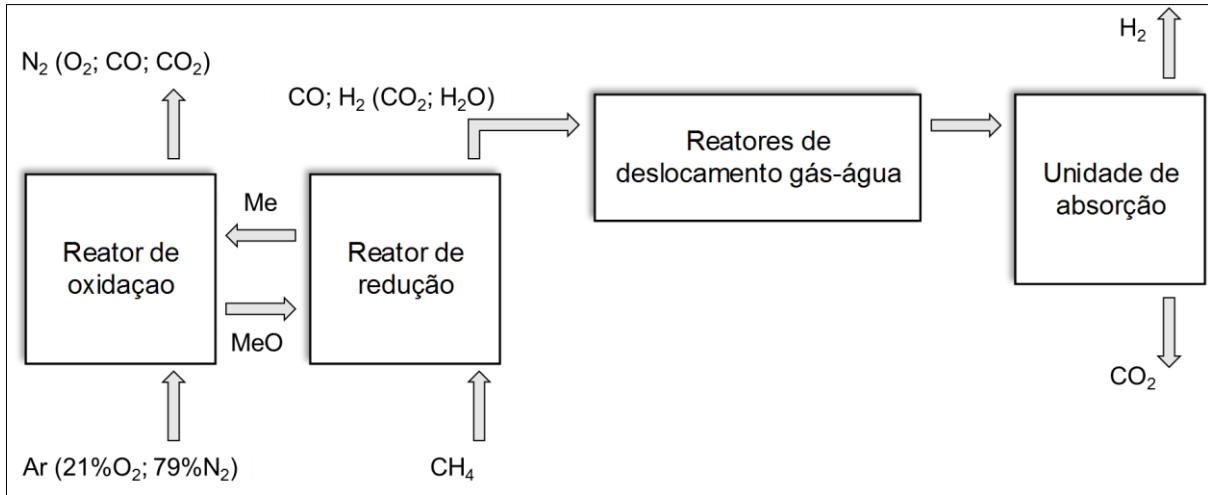 N₂ (O₂; CO; CO₂)
CO; H₂ (CO₂; H₂O)
H₂
Reatores de
deslocamento gás-água
Unidade de
absorção
Me
Reator de
oxidaçao
Reator de
redução
MeO
CO₂
Ar (21%O₂; 79%N₂)
CH₄